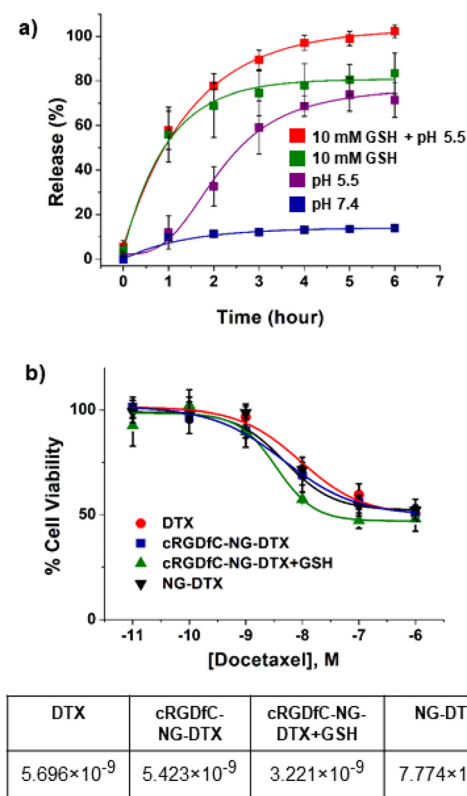 a)
120
100
80
60
40
20
0
Release (%)
10 mM GSH + pH 5.5
10 mM GSH
pH 5.5
pH 7.4
0 1 2 3 4 5 6 7
Time (hour)
b)
100
50
0
% Cell Viability
DTX
cRGDfC-NG-DTX
cRGDfC-NG-DTX+GSH
NG-DTX
-11 -10 -9 -8 -7 -6
[Docetaxel], M
DTX
cRGDfC-
NG-DTX
cRGDfC-NG-
DTX+GSH
5.696×10⁻⁹ 5.423×10⁻⁹ 3.221×10⁻⁹